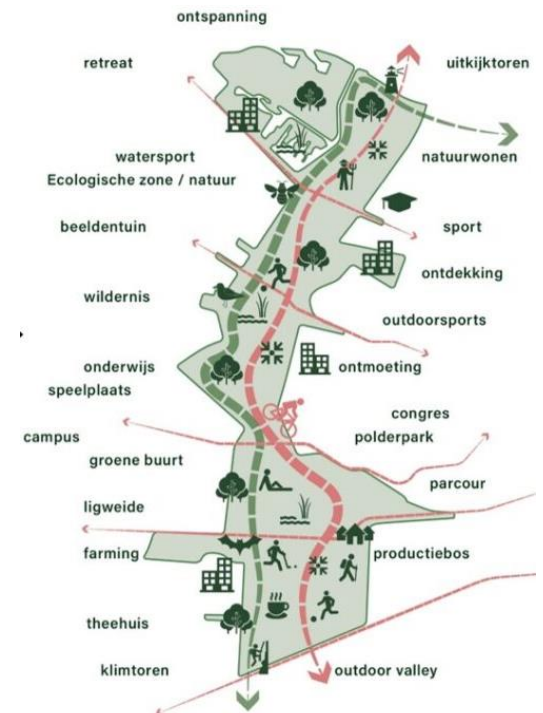 ontspanning
retreat
uitkijktoren
watersport
natuurwonen
Ecologische zone / natuur
beeldentuin
sport
ontdekking
wildernis
outdoorsports
onderwijs
ontmoeting
speelplaats
congres
campus
polderpark
groene buurt
parcour
ligweide
farming
productiebos
theehuis
klimtoren
outdoor valley